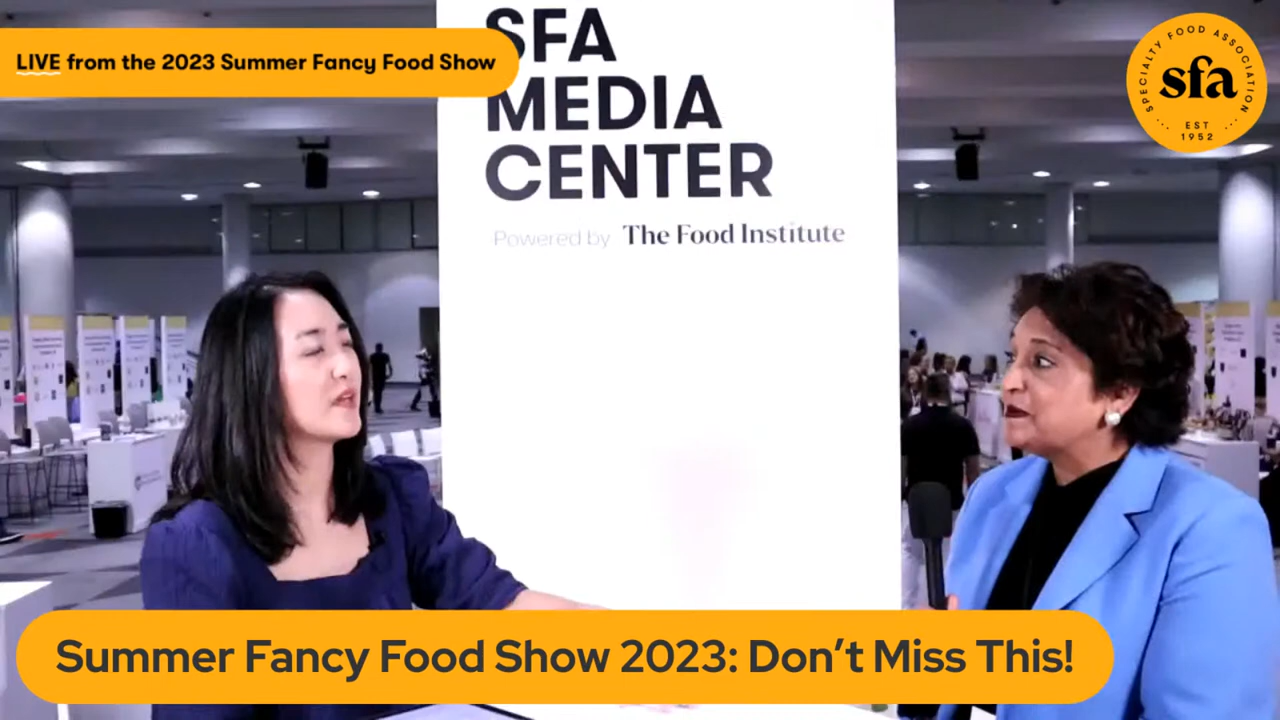 LIVE from the 2023 Summer Fancy Food Show
SFA
MEDIA
CENTER
Powered by The Food Institute
SPECIALTY FOOD ASSOCIATION
sfa
EST
1952
Summer Fancy Food Show 2023: Don’t Miss This!